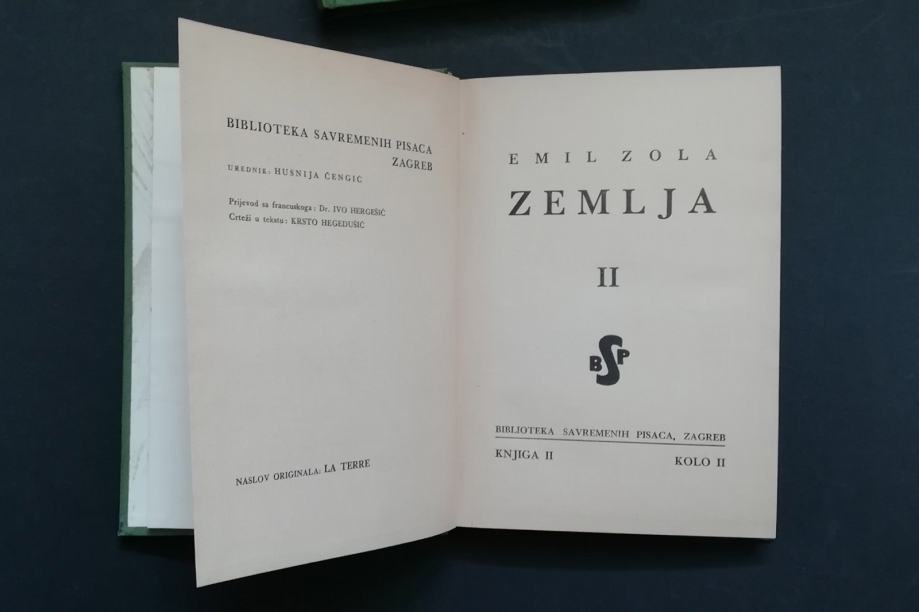 BIBLIOTEKA SAVREMENIH PISACA
ZAGREB
UREDNIK: HUSNIJA ČENGIĆ
Prijevod sa francuskoga: Dr. IVO HERGEŠIĆ
Crteži u tekstu: KRSTO HEGEDUŠIĆ
NASLOV ORIGINALA: LA TERRE
EMIL ZOLA
ZEMLJA
II
BSP
BIBLIOTEKA SAVREMENIH PISACA, ZAGREB
KNJIGA II KOLO II